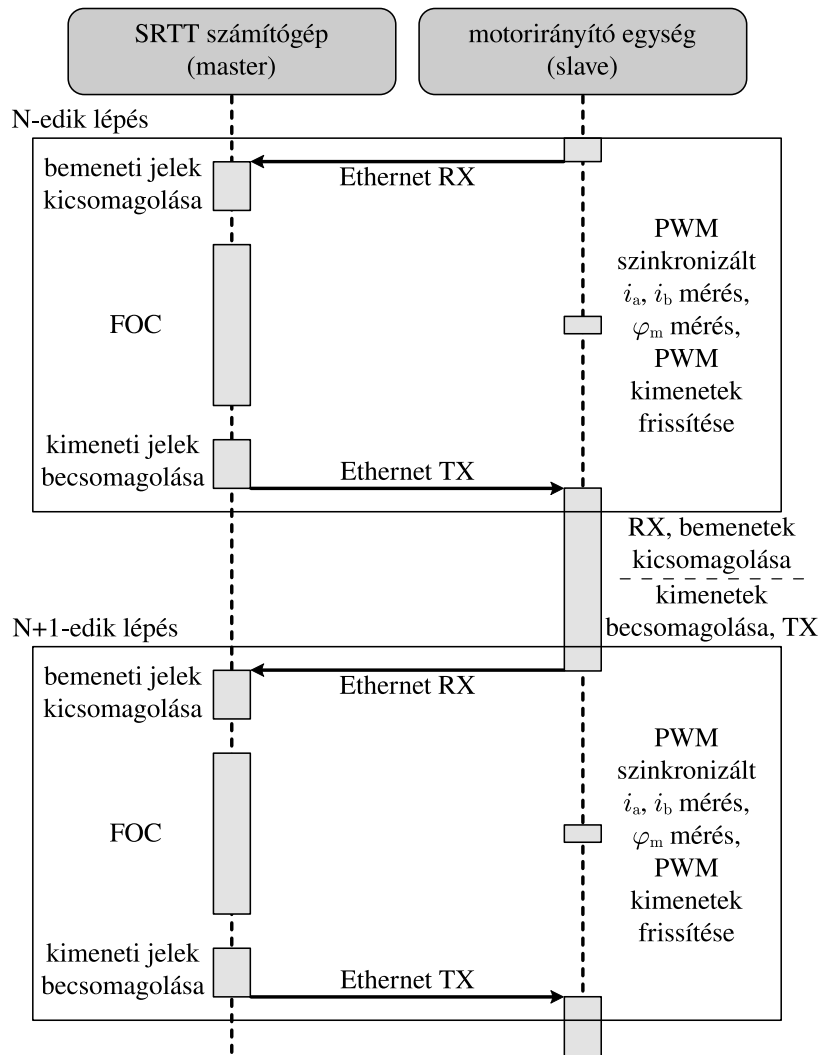 SRTT számítógép
(master)
motorirányító egység
(slave)
N-edik lépés
bemeneti jelek
kicsomagolása
Ethernet RX
FOC
PWM
szinkronizált
iₐ, i_b mérés,
φₘ mérés,
PWM
kimenetek
frissítése
kimeneti jelek
becsomagolása
Ethernet TX
RX, bemenetek
kicsomagolása
kimenetek
becsomagolása, TX
N+1-edik lépés
bemeneti jelek
kicsomagolása
Ethernet RX
FOC
PWM
szinkronizált
iₐ, i_b mérés,
φₘ mérés,
PWM
kimenetek
frissítése
kimeneti jelek
becsomagolása
Ethernet TX